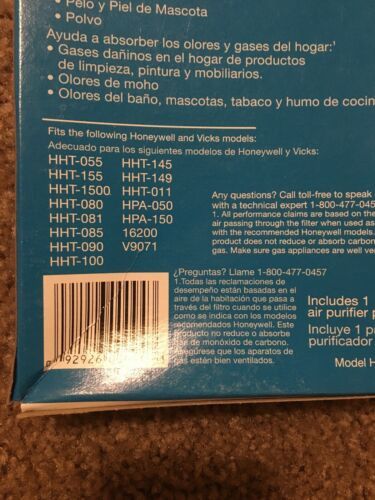 • Pelo y Piel de Mascota
• Polvo
Ayuda a absorber los olores y gases del hogar:¹
• Gases dañinos en el hogar de productos
de limpieza, pintura y mobiliarios.
• Olores de moho
• Olores del baño, mascotas, tabaco y humo de cocin
Fits the following Honeywell and Vicks models:
Adecuado para los siguientes modelos de Honeywell y Vicks:
HHT-055 HHT-145
HHT-155 HHT-149
HHT-1500 HHT-011
HHT-080 HPA-050
HHT-081 HPA-150
HHT-085 16200
HHT-090 V9071
HHT-100
Any questions? Call toll-free to speak
with a technical expert 1-800-477-045
1. All performance claims are based on the
air passing through the filter when used as
with the recommended Honeywell models.
product does not reduce or absorb carbon
gas. Make sure gas appliances are well ve
¿Preguntas? Llame 1-800-477-0457
1.Todas las reclamaciones de
desempeño están basadas en el
aire de la habitación que pasa a
través del filtro cuando se utilice
como se indica con los modelos
recomendados Honeywell. Este
producto no reduce o absorbe
gas de monóxido de carbono.
Asegúrese que los aparatos de
gas estén bien ventilados.
Includes 1
air purifier p
Incluye 1 p
purificador
Model H
0 92926